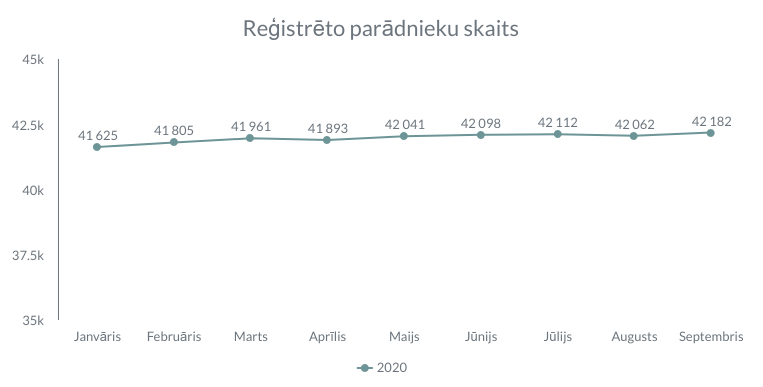 Reģistrēto parādnieku skaits
45k
42.5k
40k
37.5k
35k
41 625
41 805
41 961
41 893
42 041
42 098
42 112
42 062
42 182
Janvāris Februāris Marts Aprīlis Maijs Jūnijs Jūlijs Augusts Septembris
2020